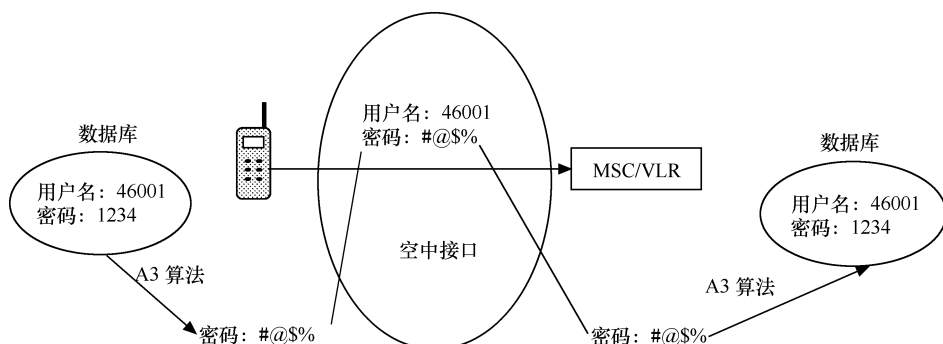 数据库
用户名：46001
密码：1234
A3 算法
密码：#@$%
用户名：46001
密码：#@$%
空中接口
MSC/VLR
数据库
用户名：46001
密码：1234
A3 算法
密码：#@$%